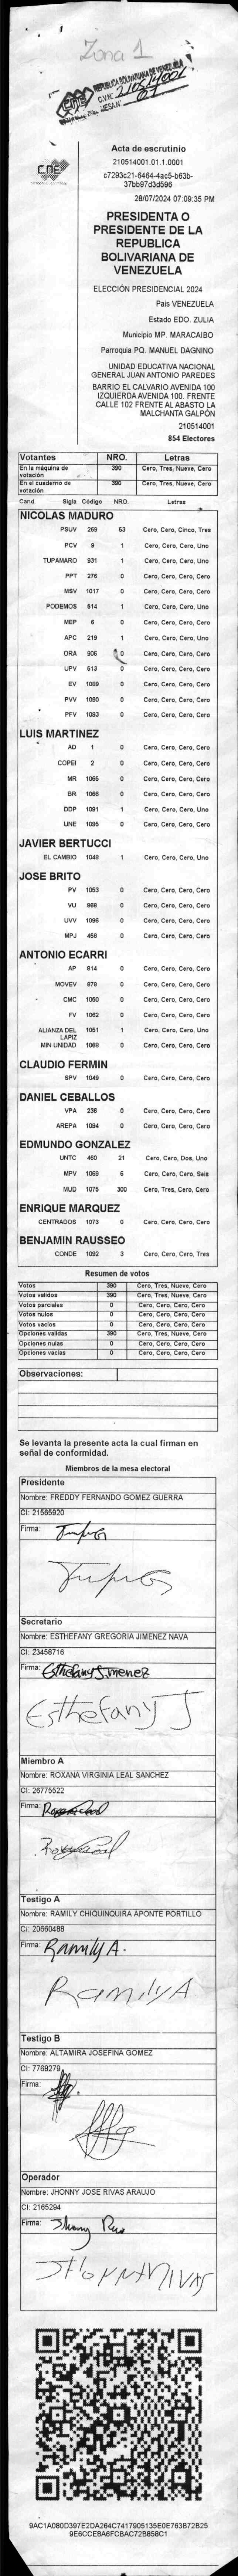 Zona 1
REPUBLICA BOLIVARIANA DE VENEZUELA
CNE
C.V.N°: 210514001
MESA N°: 01
CNE
Acta de escrutinio
210514001.01.1.0001
c7293c21-6464-4ac5-b63b-
37bb97d3d596
28/07/2024 07:09:35 PM
PRESIDENTA O
PRESIDENTE DE LA
REPUBLICA
BOLIVARIANA DE
VENEZUELA
ELECCIÓN PRESIDENCIAL 2024
Pais VENEZUELA
Estado EDO. ZULIA
Municipio MP. MARACAIBO
Parroquia PQ. MANUEL DAGNINO
UNIDAD EDUCATIVA NACIONAL
GENERAL JUAN ANTONIO PAREDES
BARRIO EL CALVARIO AVENIDA 100
IZQUIERDA AVENIDA 100. FRENTE
CALLE 102 FRENTE AL ABASTO LA
MALCHANTA GALPÓN
210514001
854 Electores
Votantes NRO. Letras
En la máquina de votación 390 Cero, Tres, Nueve, Cero
En el cuaderno de votación 390 Cero, Tres, Nueve, Cero
Cand. Sigla Código NRO. Letras
NICOLAS MADURO
PSUV 269 53 Cero, Cero, Cinco, Tres
PCV 9 1 Cero, Cero, Cero, Uno
TUPAMARO 931 1 Cero, Cero, Cero, Uno
PPT 276 0 Cero, Cero, Cero, Cero
MSV 1017 0 Cero, Cero, Cero, Cero
PODEMOS 514 1 Cero, Cero, Cero, Uno
MEP 6 0 Cero, Cero, Cero, Cero
APC 219 1 Cero, Cero, Cero, Uno
ORA 906 0 Cero, Cero, Cero, Cero
UPV 513 0 Cero, Cero, Cero, Cero
EV 1089 0 Cero, Cero, Cero, Cero
PVV 1090 0 Cero, Cero, Cero, Cero
PFV 1093 0 Cero, Cero, Cero, Cero
LUIS MARTINEZ
AD 1 0 Cero, Cero, Cero, Cero
COPEI 2 0 Cero, Cero, Cero, Cero
MR 1065 0 Cero, Cero, Cero, Cero
BR 1066 0 Cero, Cero, Cero, Cero
DDP 1091 1 Cero, Cero, Cero, Uno
UNE 1095 0 Cero, Cero, Cero, Cero
JAVIER BERTUCCI
EL CAMBIO 1048 1 Cero, Cero, Cero, Uno
JOSE BRITO
PV 1053 0 Cero, Cero, Cero, Cero
VU 968 0 Cero, Cero, Cero, Cero
UVV 1096 0 Cero, Cero, Cero, Cero
MPJ 458 0 Cero, Cero, Cero, Cero
ANTONIO ECARRI
AP 914 0 Cero, Cero, Cero, Cero
MOVEV 979 0 Cero, Cero, Cero, Cero
CMC 1050 0 Cero, Cero, Cero, Cero
FV 1062 0 Cero, Cero, Cero, Cero
ALIANZA DEL LAPIZ 1051 1 Cero, Cero, Cero, Uno
MIN UNIDAD 1089 0 Cero, Cero, Cero, Cero
CLAUDIO FERMIN
SPV 1049 0 Cero, Cero, Cero, Cero
DANIEL CEBALLOS
VPA 236 0 Cero, Cero, Cero, Cero
AREPA 1094 0 Cero, Cero, Cero, Cero
EDMUNDO GONZALEZ
UNTC 460 21 Cero, Cero, Dos, Uno
MPV 1069 6 Cero, Cero, Cero, Seis
MUD 1075 300 Cero, Tres, Cero, Cero
ENRIQUE MARQUEZ
CENTRADOS 1073 0 Cero, Cero, Cero, Cero
BENJAMIN RAUSSEO
CONDE 1092 3 Cero, Cero, Cero, Tres
Resumen de votos
Votos 390 Cero, Tres, Nueve, Cero
Votos validos 390 Cero, Tres, Nueve, Cero
Votos parciales 0 Cero, Cero, Cero, Cero
Votos nulos 0 Cero, Cero, Cero, Cero
Votos vacios 0 Cero, Cero, Cero, Cero
Opciones validas 390 Cero, Tres, Nueve, Cero
Opciones nulas 0 Cero, Cero, Cero, Cero
Opciones vacias 0 Cero, Cero, Cero, Cero
Observaciones:
Se levanta la presente acta la cual firman en
señal de conformidad.
Miembros de la mesa electoral
Presidente
Nombre: FREDDY FERNANDO GOMEZ GUERRA
CI: 21565920
Firma:
Secretario
Nombre: ESTHEFANY GREGORIA JIMENEZ NAVA
CI: 23458716
Firma: Esthefany Jimenez
Esthefany J
Miembro A
Nombre: ROXANA VIRGINIA LEAL SANCHEZ
CI: 26775522
Firma:
Testigo A
Nombre: RAMILY CHIQUINQUIRA APONTE PORTILLO
CI: 20660488
Firma: Ramily A.
Ramily A
Testigo B
Nombre: ALTAMIRA JOSEFINA GOMEZ
CI: 7768279
Firma:
Operador
Nombre: JHONNY JOSE RIVAS ARAUJO
CI: 2165294
Firma: Jhonny Rivas
JHONNY RIVAS
9AC1A080D397E2DA264C7417905135E0E763B72B25
9E6CCEBA6FCBAC72B858C1